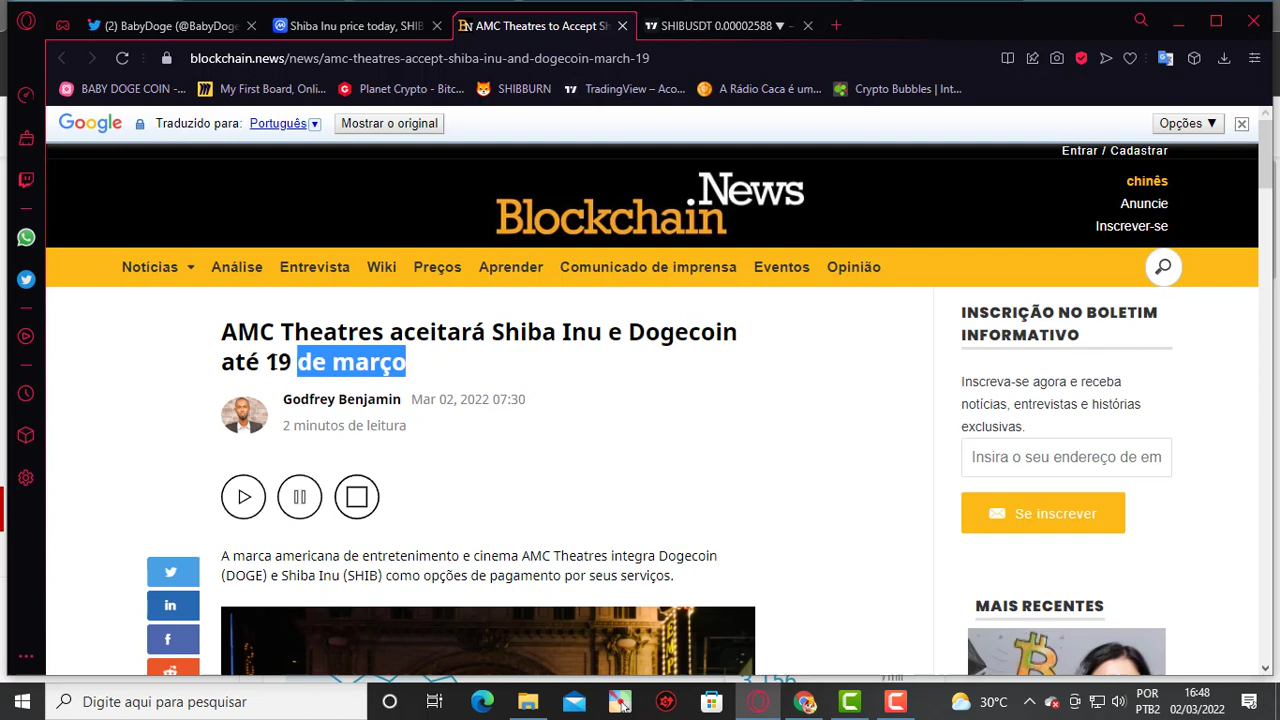 (2) BabyDoge (@BabyDoge
Shiba Inu price today, SHIB
AMC Theatres to Accept Sh
SHIBUSDT 0.00002588 ▼
blockchain.news/news/amc-theatres-accept-shiba-inu-and-dogecoin-march-19
BABY DOGE COIN -...
My First Board, Onli...
Planet Crypto - Bitc...
SHIBBURN
TradingView – Aco...
A Rádio Caca é um...
Crypto Bubbles | Int...
Google
Traduzido para: Português ▼
Mostrar o original
Opções ▼
Entrar / Cadastrar
chinês
Anuncie
Inscrever-se
Blockchain.News
Notícias
Análise
Entrevista
Wiki
Preços
Aprender
Comunicado de imprensa
Eventos
Opinião
AMC Theatres aceitará Shiba Inu e Dogecoin
até 19 de março
Godfrey Benjamin Mar 02, 2022 07:30
2 minutos de leitura
A marca americana de entretenimento e cinema AMC Theatres integra Dogecoin
(DOGE) e Shiba Inu (SHIB) como opções de pagamento por seus serviços.
INSCRIÇÃO NO BOLETIM
INFORMATIVO
Inscreva-se agora e receba
notícias, entrevistas e histórias
exclusivas.
Insira o seu endereço de em
Se inscrever
MAIS RECENTES
Digite aqui para pesquisar
30°C
POR
PTB2
16:48
02/03/2022